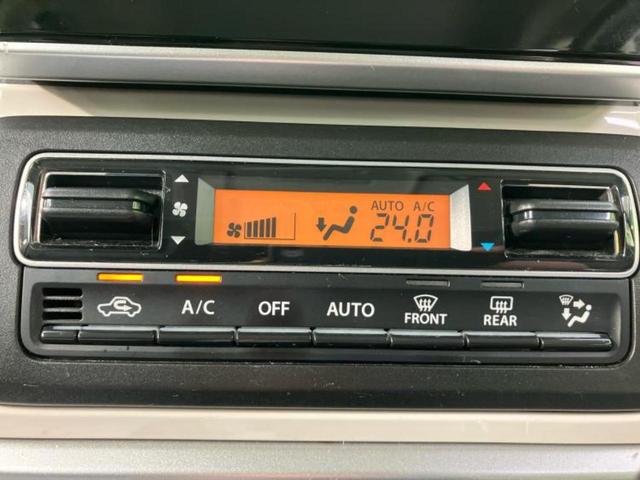 AUTO A/C
24.0
A/C
OFF
AUTO
FRONT
REAR